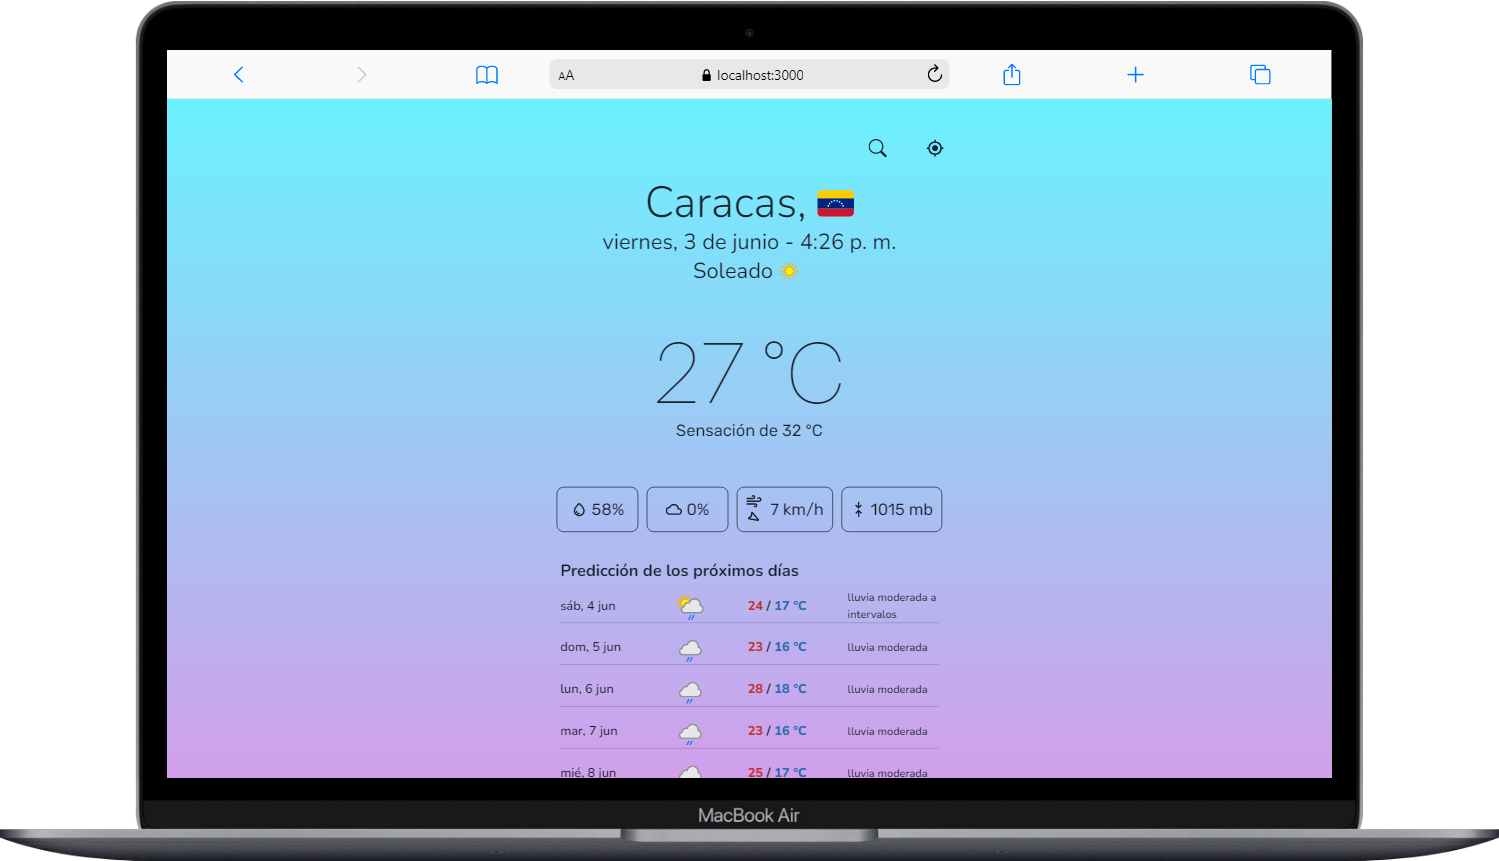 AA localhost:3000
Caracas,
viernes, 3 de junio - 4:26 p. m.
Soleado
27 °C
Sensación de 32 °C
58% 0% 7 km/h 1015 mb
Predicción de los próximos días
sáb, 4 jun 24 / 17 °C lluvia moderada a
intervalos
dom, 5 jun 23 / 16 °C lluvia moderada
lun, 6 jun 28 / 18 °C lluvia moderada
mar, 7 jun 23 / 16 °C lluvia moderada
mié, 8 jun 25 / 17 °C lluvia moderada
MacBook Air